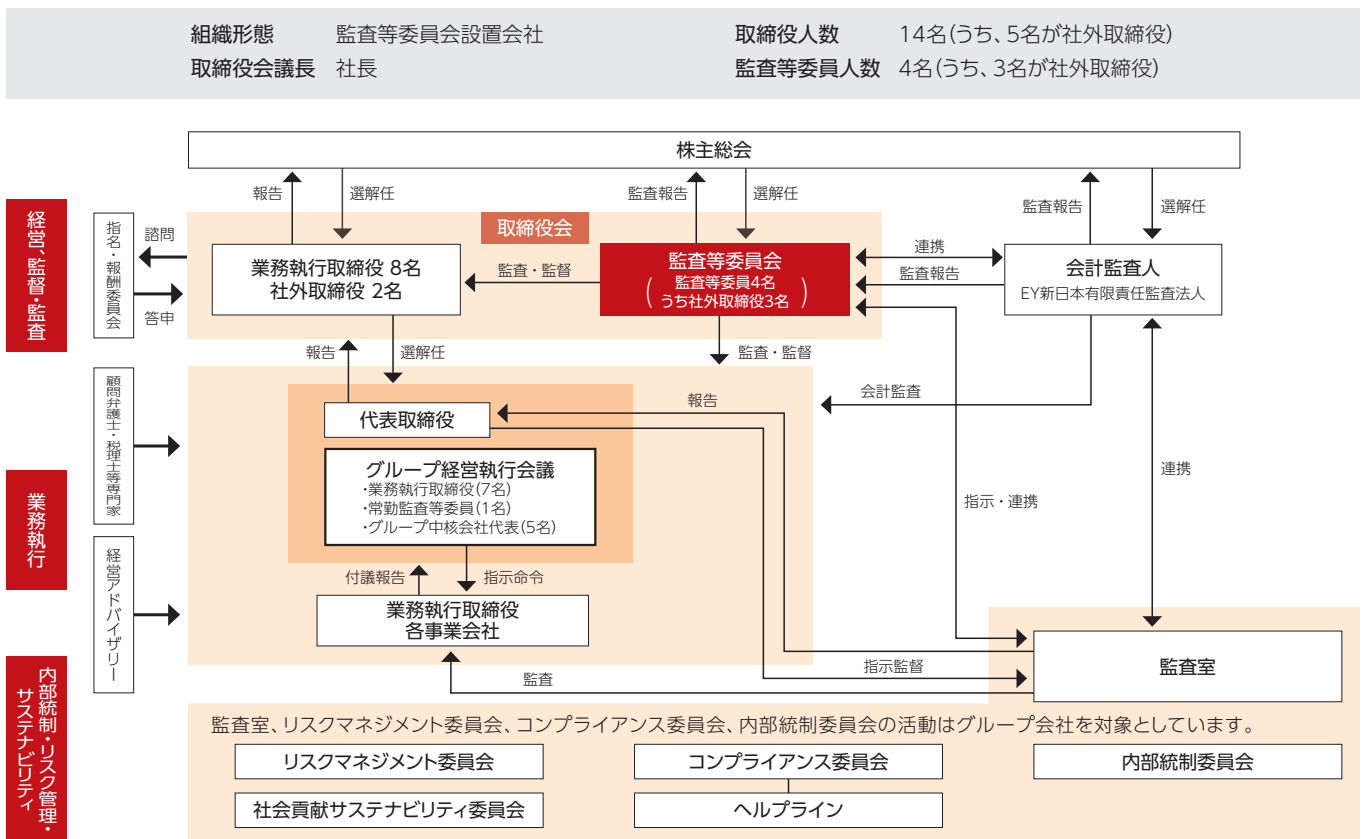 組織形態 監査等委員会設置会社
取締役人数 14名(うち、5名が社外取締役)
取締役会議長 社長
監査等委員人数 4名(うち、3名が社外取締役)
株主総会
報告
選解任
監査報告
選解任
監査報告
選解任
経営、監督・監査
指名・報酬委員会
諮問
答申
取締役会
業務執行取締役 8名
社外取締役 2名
監査・監督
監査等委員会
(監査等委員4名
うち社外取締役3名)
連携
監査報告
会計監査人
EY新日本有限責任監査法人
報告
選解任
監査・監督
会計監査
業務執行
顧問弁護士・税理士等専門家
経営アドバイザリー
代表取締役
報告
グループ経営執行会議
・業務執行取締役(7名)
・常勤監査等委員(1名)
・グループ中核会社代表(5名)
指示・連携
連携
付議報告
指示命令
業務執行取締役
各事業会社
監査
指示監督
監査室
内部統制・リスク管理・
サステナビリティ
監査室、リスクマネジメント委員会、コンプライアンス委員会、内部統制委員会の活動はグループ会社を対象としています。
リスクマネジメント委員会
コンプライアンス委員会
内部統制委員会
社会貢献サステナビリティ委員会
ヘルプライン